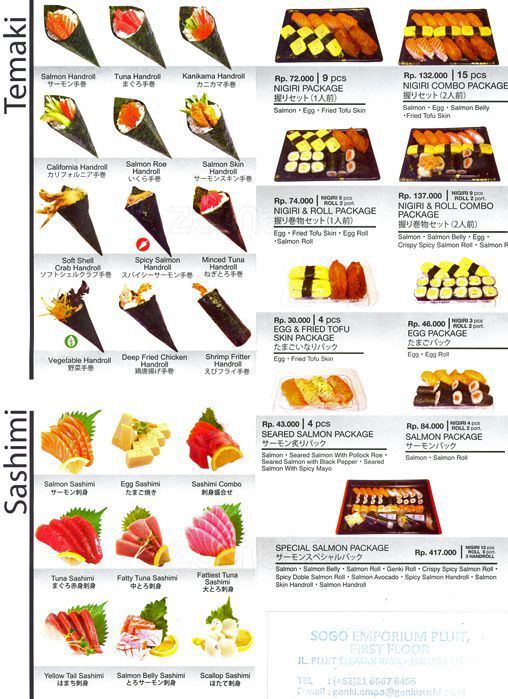 Temaki
Salmon Handroll
サーモン手巻
Tuna Handroll
まぐろ手巻
Kanikama Handroll
カニカマ手巻
California Handroll
カリフォルニア手巻
Salmon Roe
Handroll
いくら手巻
Salmon Skin
Handroll
サーモンスキン手巻
Soft Shell
Crab Handroll
ソフトシェルクラブ手巻
Spicy Salmon
Handroll
スパイシーサーモン手巻
Minced Tuna
Handroll
ねぎとろ手巻
Vegetable Handroll
野菜手巻
Deep Fried Chicken
Handroll
鶏唐揚げ手巻
Shrimp Fritter
Handroll
えびフライ手巻
Sashimi
Salmon Sashimi
サーモン刺身
Egg Sashimi
たまご焼き
Sashimi Combo
刺身盛合せ
Tuna Sashimi
まぐろ赤身刺身
Fatty Tuna Sashimi
中とろ刺身
Fattiest Tuna
Sashimi
大とろ刺身
Yellow Tail Sashimi
はまち刺身
Salmon Belly Sashimi
とろサーモン刺身
Scallop Sashimi
ほたて刺身
Rp. 72.000 | 9 pcs
NIGIRI PACKAGE
握りセット(1人前)
Salmon・Egg・Fried Tofu Skin
Rp. 132.000 | 15 pcs
NIGIRI COMBO PACKAGE
握りセット(2人前)
Salmon・Egg・Salmon Belly
・Fried Tofu Skin
Rp. 74.000 | NIGIRI 5 pcs
ROLL 2 port.
NIGIRI & ROLL PACKAGE
握り巻物セット(1人前)
Egg・Fried Tofu Skin・Egg Roll
・Salmon Roll
Rp. 137.000 | NIGIRI 9 pcs
ROLL 2 port.
NIGIRI & ROLL COMBO
PACKAGE
握り巻物セット(2人前)
Salmon・Salmon Belly・Egg・
Crispy Spicy Salmon Roll・Salmon R
Rp. 30.000 | 4 pcs
EGG & FRIED TOFU
SKIN PACKAGE
たまごいなりパック
Egg・Fried Tofu Skin
Rp. 46.000 | NIGIRI 3 pcs
ROLL 2 port.
EGG PACKAGE
たまごパック
Egg・Egg Roll
Rp. 43.000 | 4 pcs
SEARED SALMON PACKAGE
サーモン炙りパック
Salmon・Seared Salmon With Pollock Roe・
Seared Salmon with Black Pepper・Seared
Salmon With Spicy Mayo
Rp. 84.000 | NIGIRI 4 pcs
ROLL 2 port.
SALMON PACKAGE
サーモンパック
Salmon・Salmon Roll
SPECIAL SALMON PACKAGE
サーモンスペシャルパック
Rp. 417.000 | NIGIRI 12 pcs
ROLL 8 port.
3 HANDROLL
Salmon・Salmon Belly・Salmon Roll・Genki Roll・Crispy Spicy Salmon Roll・
Spicy Doble Salmon Roll・Salmon Avocado・Spicy Salmon Handroll・Salmon
Skin Handroll・Salmon Handroll
SOGO EMPORIUM PLUIT,
FIRST FLOOR
JL. PLUIT SELATAN RAYA - JAKARTA
TEL : (+62)21 6667 6455